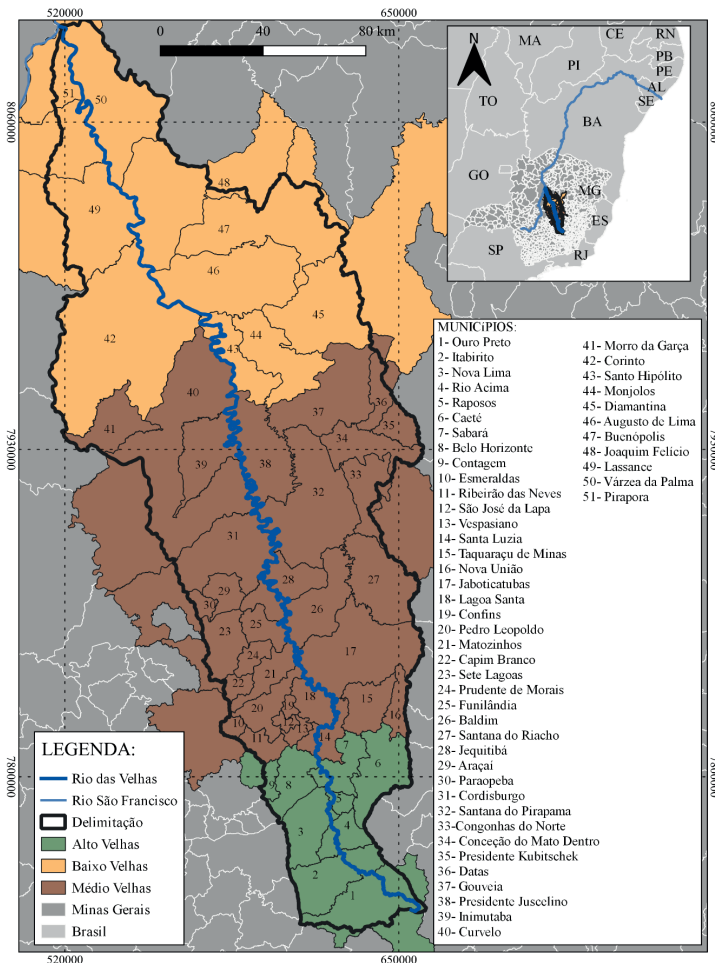 520000
650000
0
40
80 km
8060000
8060000
7930000
7930000
7800000
7800000
N
MA
CE
RN
PB
PE
PI
AL
SE
TO
BA
GO
MG
ES
SP
RJ
51
50
48
49
47
46
45
44
43
42
41
40
39
38
37
36
35
34
33
32
31
30
29
28
27
26
25
24
23
22
21
20
19
18
17
16
15
14
13
12
11
10
9
8
7
6
5
4
3
2
1
MUNICíPIOS:
1- Ouro Preto
2- Itabirito
3- Nova Lima
4- Rio Acima
5- Raposos
6- Caeté
7- Sabará
8- Belo Horizonte
9- Contagem
10- Esmeraldas
11- Ribeirão das Neves
12- São José da Lapa
13- Vespasiano
14- Santa Luzia
15- Taquaraçu de Minas
16- Nova União
17- Jaboticatubas
18- Lagoa Santa
19- Confins
20- Pedro Leopoldo
21- Matozinhos
22- Capim Branco
23- Sete Lagoas
24- Prudente de Morais
25- Funilândia
26- Baldim
27- Santana do Riacho
28- Jequitibá
29- Araçaí
30- Paraopeba
31- Cordisburgo
32- Santana do Pirapama
33-Congonhas do Norte
34- Conceção do Mato Dentro
35- Presidente Kubitschek
36- Datas
37- Gouveia
38- Presidente Juscelino
39- Inimutaba
40- Curvelo
41- Morro da Garça
42- Corinto
43- Santo Hipólito
44- Monjolos
45- Diamantina
46- Augusto de Lima
47- Buenópolis
48- Joaquim Felício
49- Lassance
50- Várzea da Palma
51- Pirapora
LEGENDA:
Rio das Velhas
Rio São Francisco
Delimitação
Alto Velhas
Baixo Velhas
Médio Velhas
Minas Gerais
Brasil
520000
650000